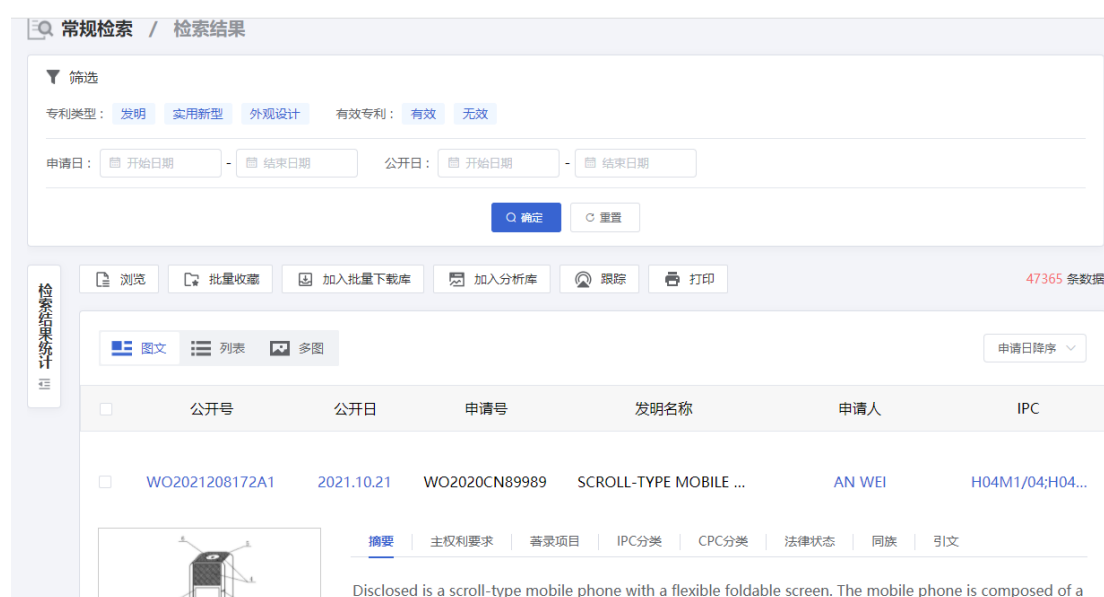 常规检索 / 检索结果
筛选
专利类型： 发明 实用新型 外观设计 有效专利： 有效 无效
申请日： 开始日期 - 结束日期 公开日： 开始日期 - 结束日期
确定 重置
检索结果统计
浏览 批量收藏 加入批量下载库 加入分析库 跟踪 打印 47365 条数据
图文 列表 多图 申请日降序
公开号 公开日 申请号 发明名称 申请人 IPC
WO2021208172A1 2021.10.21 WO2020CN89989 SCROLL-TYPE MOBILE ... AN WEI H04M1/04;H04...
摘要 主权利要求 著录项目 IPC分类 CPC分类 法律状态 同族 引文
Disclosed is a scroll-type mobile phone with a flexible foldable screen. The mobile phone is composed of a